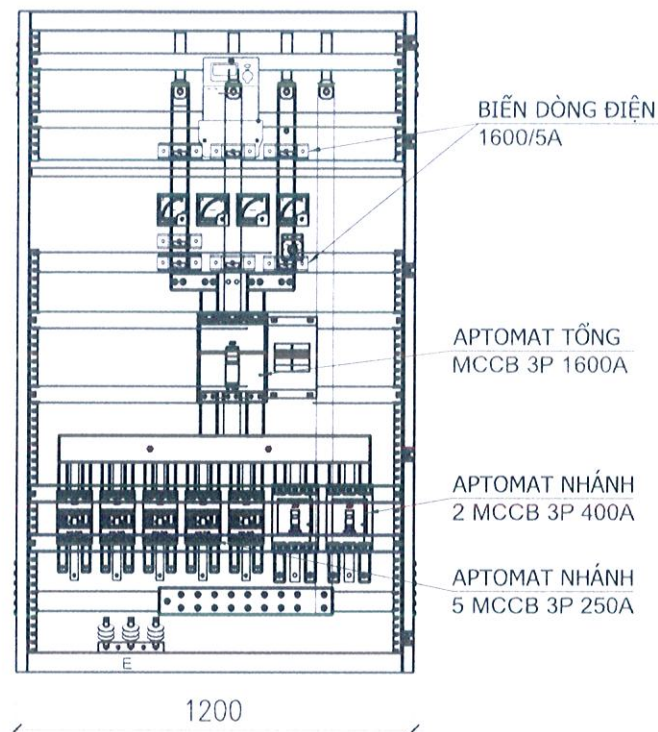 BIẾN DÒNG ĐIỆN
1600/5A
APTOMAT TỔNG
MCCB 3P 1600A
APTOMAT NHÁNH
2 MCCB 3P 400A
APTOMAT NHÁNH
5 MCCB 3P 250A
E
1200